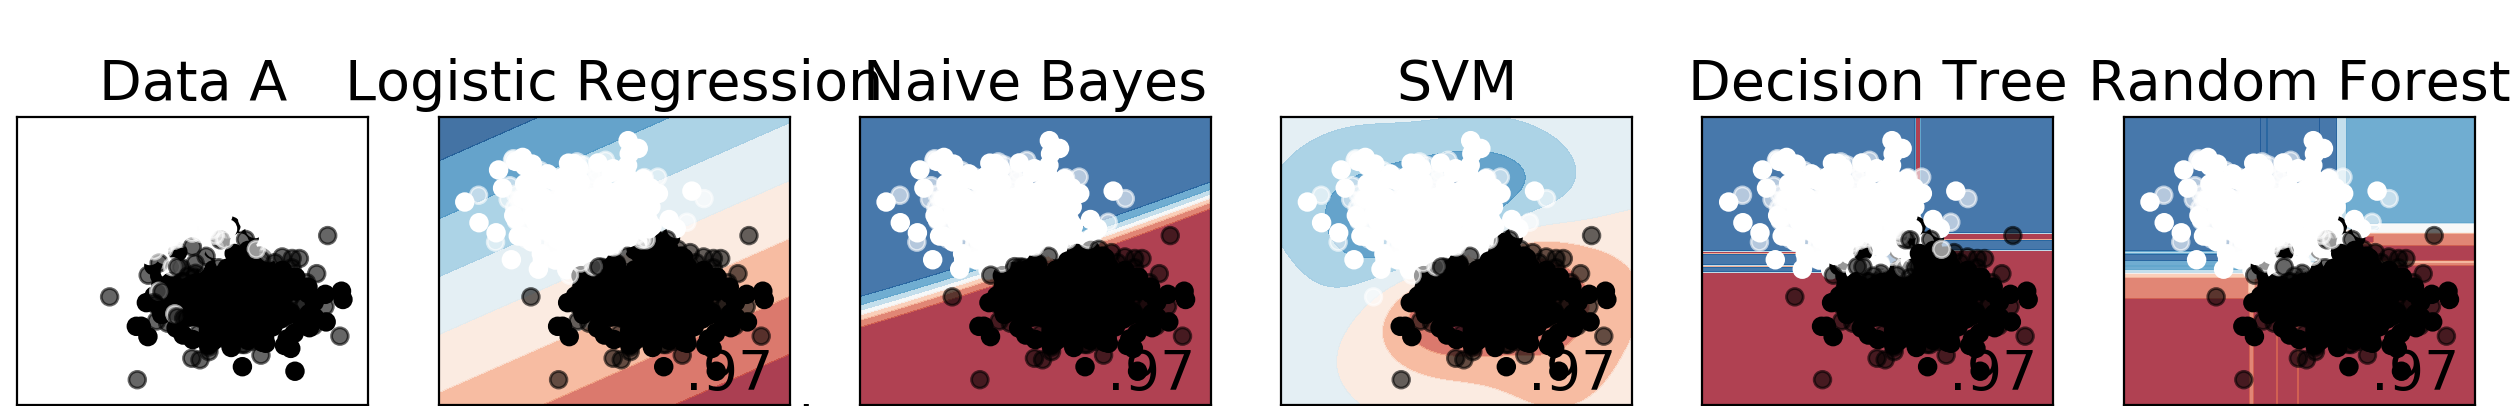 Data A
Logistic Regression
Naive Bayes
SVM
Decision Tree
Random Forest
.97
.97
.97
.97
.97